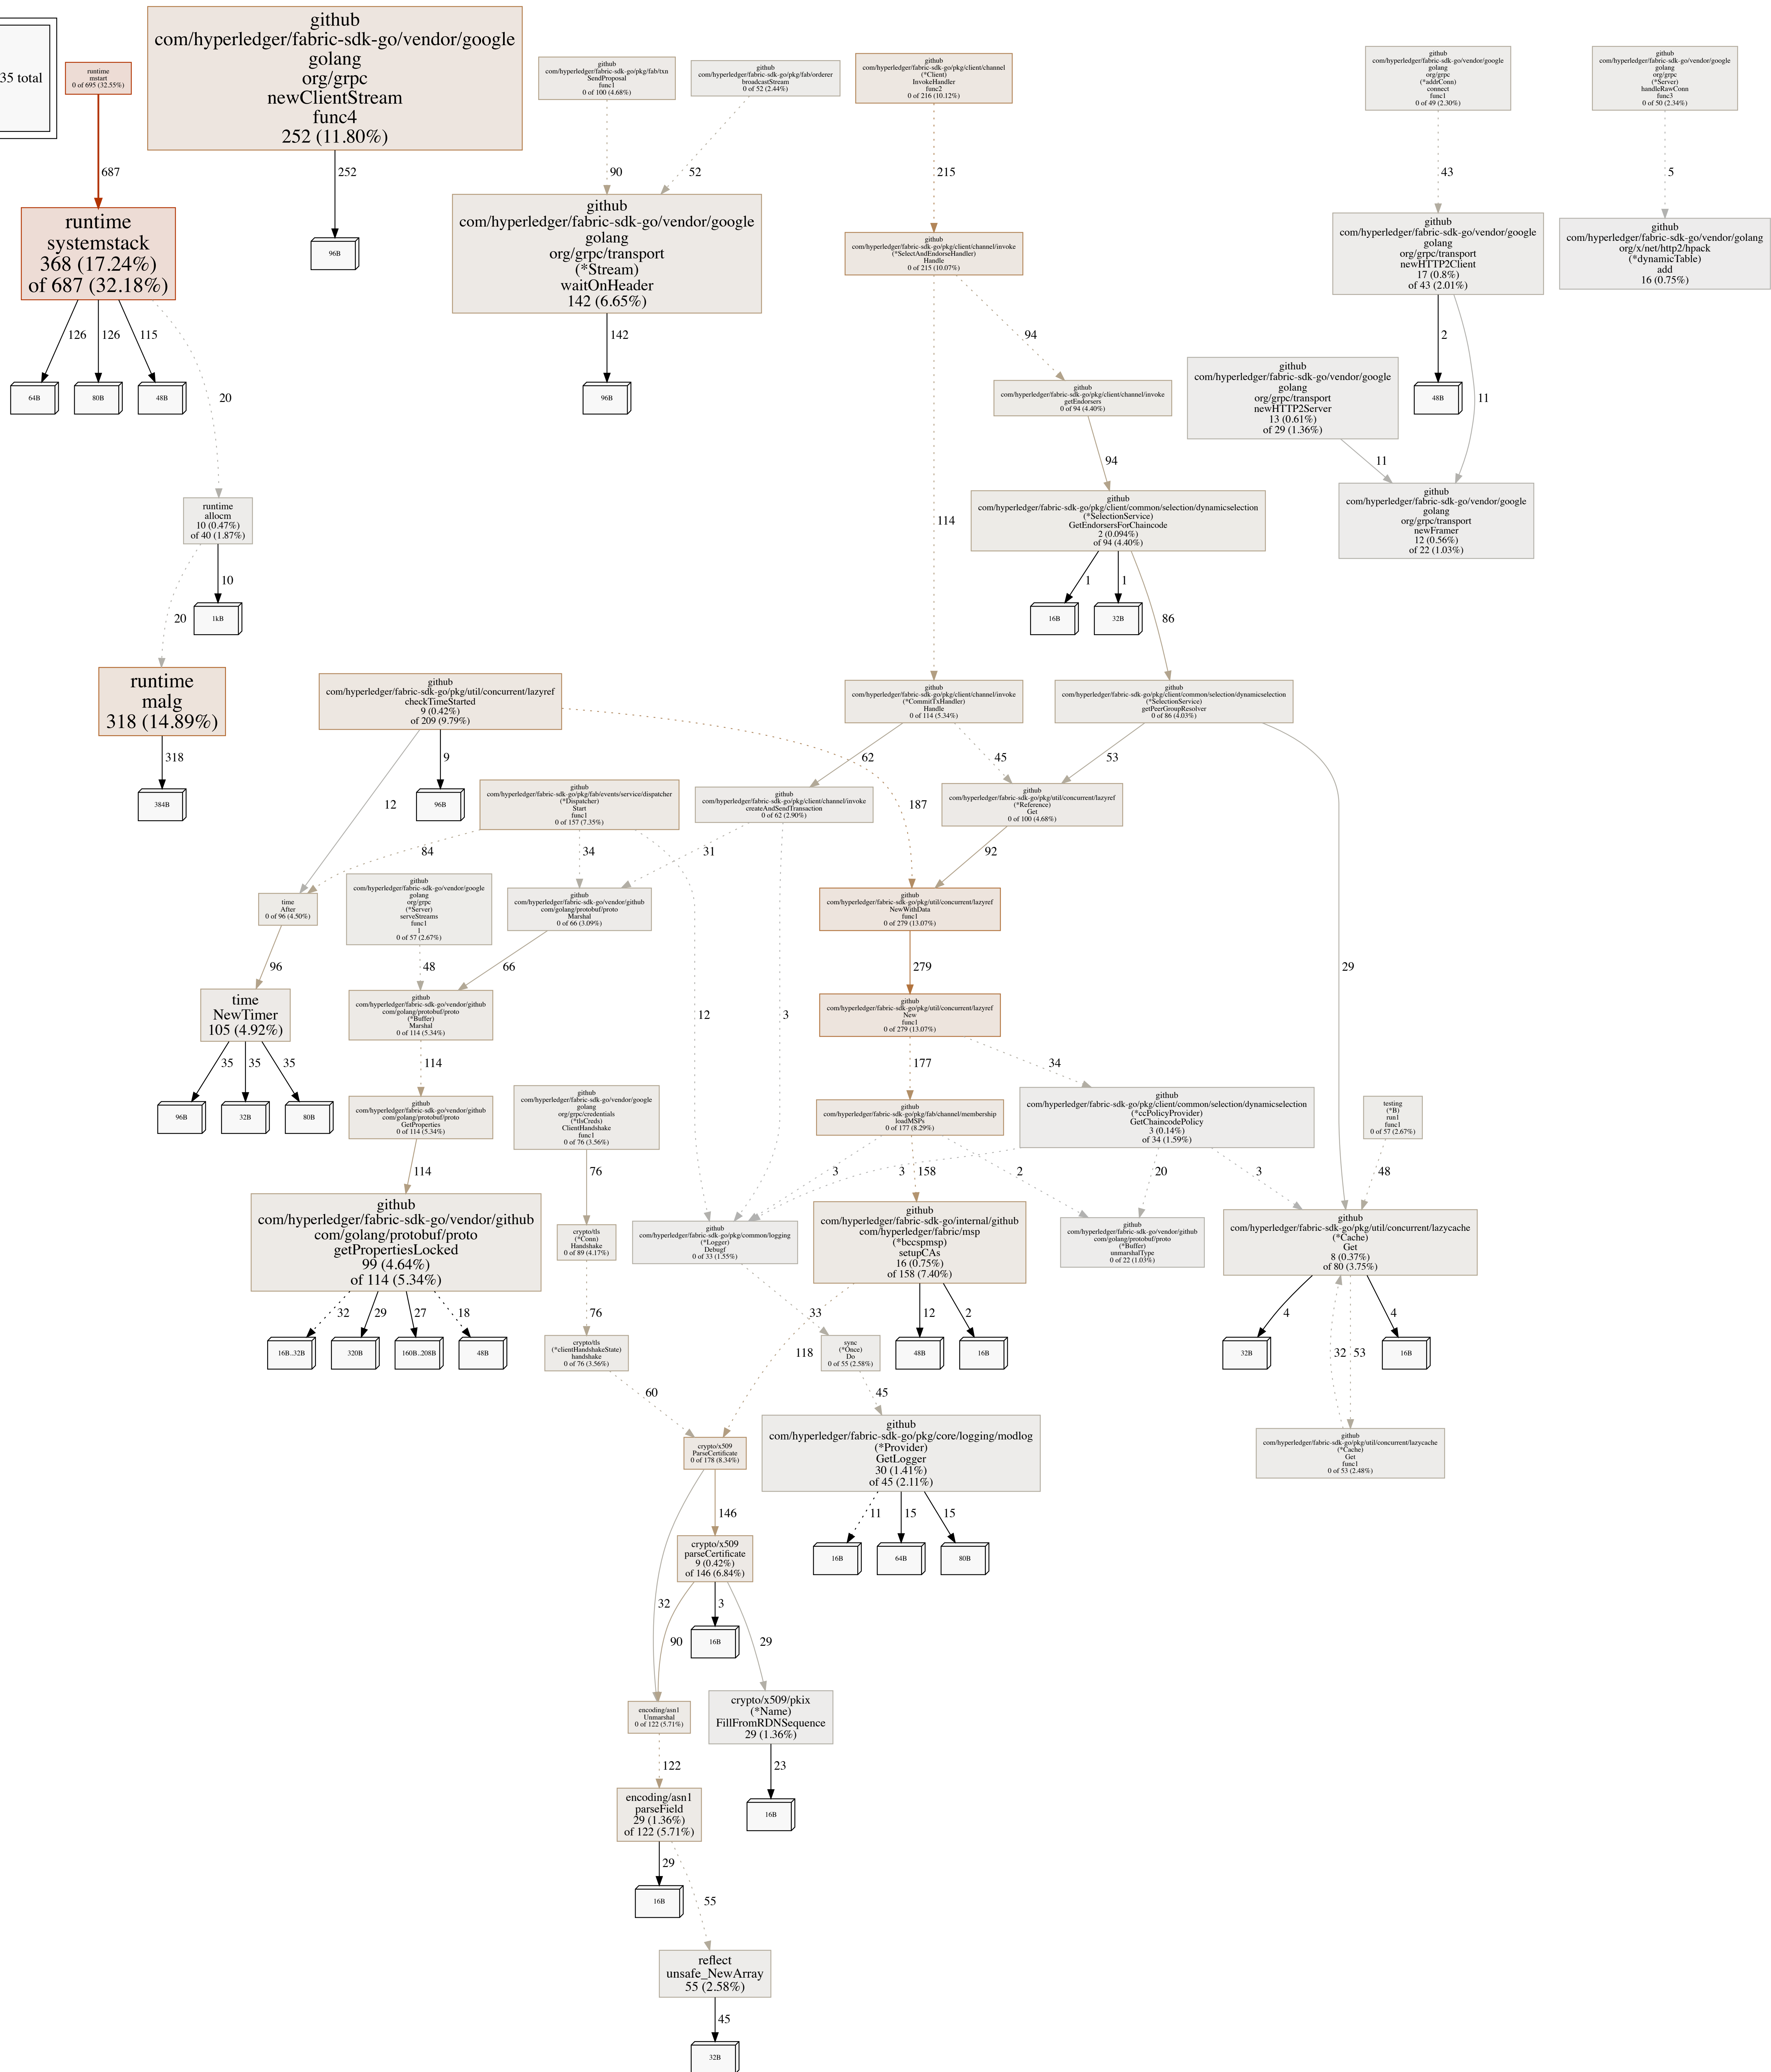 35 total
runtime
mstart
0 of 695 (32.55%)
github
com/hyperledger/fabric-sdk-go/vendor/google
golang
org/grpc
newClientStream
func4
252 (11.80%)
github
com/hyperledger/fabric-sdk-go/pkg/fab/txn
SendProposal
func1
0 of 100 (4.68%)
github
com/hyperledger/fabric-sdk-go/pkg/fab/orderer
broadcastStream
0 of 52 (2.44%)
github
com/hyperledger/fabric-sdk-go/pkg/client/channel
(*Client)
InvokeHandler
func2
0 of 216 (10.12%)
github
com/hyperledger/fabric-sdk-go/vendor/google
golang
org/grpc
(*addrConn)
connect
func1
0 of 49 (2.30%)
github
com/hyperledger/fabric-sdk-go/vendor/google
golang
org/grpc
(*Server)
handleRawConn
func3
0 of 50 (2.34%)
687
252
90
52
215
43
5
runtime
systemstack
368 (17.24%)
of 687 (32.18%)
96B
github
com/hyperledger/fabric-sdk-go/vendor/google
golang
org/grpc/transport
(*Stream)
waitOnHeader
142 (6.65%)
github
com/hyperledger/fabric-sdk-go/pkg/client/channel/invoke
(*SelectAndEndorseHandler)
Handle
0 of 215 (10.07%)
github
com/hyperledger/fabric-sdk-go/vendor/google
golang
org/grpc/transport
newHTTP2Client
17 (0.8%)
of 43 (2.01%)
github
com/hyperledger/fabric-sdk-go/vendor/golang
org/x/net/http2/hpack
(*dynamicTable)
add
16 (0.75%)
126
126
115
142
94
2
64B
80B
48B
20
96B
github
com/hyperledger/fabric-sdk-go/pkg/client/channel/invoke
getEndorsers
0 of 94 (4.40%)
github
com/hyperledger/fabric-sdk-go/vendor/google
golang
org/grpc/transport
newHTTP2Server
13 (0.61%)
of 29 (1.36%)
48B
11
94
11
runtime
allocm
10 (0.47%)
of 40 (1.87%)
114
github
com/hyperledger/fabric-sdk-go/pkg/client/common/selection/dynamicselection
(*SelectionService)
GetEndorsersForChaincode
2 (0.094%)
of 94 (4.40%)
github
com/hyperledger/fabric-sdk-go/vendor/google
golang
org/grpc/transport
newFramer
12 (0.56%)
of 22 (1.03%)
10
1
1
20
1kB
16B
32B
86
runtime
malg
318 (14.89%)
github
com/hyperledger/fabric-sdk-go/pkg/util/concurrent/lazyref
checkTimeStarted
9 (0.42%)
of 209 (9.79%)
github
com/hyperledger/fabric-sdk-go/pkg/client/channel/invoke
(*CommitTxHandler)
Handle
0 of 114 (5.34%)
github
com/hyperledger/fabric-sdk-go/pkg/client/common/selection/dynamicselection
(*SelectionService)
getPeerGroupResolver
0 of 86 (4.03%)
318
9
62
45
53
384B
12
96B
github
com/hyperledger/fabric-sdk-go/pkg/fab/events/service/dispatcher
(*Dispatcher)
Start
func1
0 of 157 (7.35%)
github
com/hyperledger/fabric-sdk-go/pkg/client/channel/invoke
createAndSendTransaction
0 of 62 (2.90%)
187
github
com/hyperledger/fabric-sdk-go/pkg/util/concurrent/lazyref
(*Reference)
Get
0 of 100 (4.68%)
84
34
31
92
time
After
0 of 96 (4.50%)
github
com/hyperledger/fabric-sdk-go/vendor/google
golang
org/grpc
(*Server)
serveStreams
func1
1
0 of 57 (2.67%)
github
com/hyperledger/fabric-sdk-go/vendor/github
com/golang/protobuf/proto
Marshal
0 of 66 (3.09%)
github
com/hyperledger/fabric-sdk-go/pkg/util/concurrent/lazyref
NewWithData
func1
0 of 279 (13.07%)
96
48
66
279
29
time
NewTimer
105 (4.92%)
github
com/hyperledger/fabric-sdk-go/vendor/github
com/golang/protobuf/proto
(*Buffer)
Marshal
0 of 114 (5.34%)
12
3
github
com/hyperledger/fabric-sdk-go/pkg/util/concurrent/lazyref
New
func1
0 of 279 (13.07%)
35
35
35
114
177
34
96B
32B
80B
github
com/hyperledger/fabric-sdk-go/vendor/github
com/golang/protobuf/proto
GetProperties
0 of 114 (5.34%)
github
com/hyperledger/fabric-sdk-go/vendor/google
golang
org/grpc/credentials
(*tlsCreds)
ClientHandshake
func1
0 of 76 (3.56%)
github
com/hyperledger/fabric-sdk-go/pkg/fab/channel/membership
loadMSPs
0 of 177 (8.29%)
github
com/hyperledger/fabric-sdk-go/pkg/client/common/selection/dynamicselection
(*ccPolicyProvider)
GetChaincodePolicy
3 (0.14%)
of 34 (1.59%)
testing
(*B)
run1
func1
0 of 57 (2.67%)
114
76
3
3
158
2
20
3
48
github
com/hyperledger/fabric-sdk-go/vendor/github
com/golang/protobuf/proto
getPropertiesLocked
99 (4.64%)
of 114 (5.34%)
crypto/tls
(*Conn)
Handshake
0 of 89 (4.17%)
github
com/hyperledger/fabric-sdk-go/pkg/common/logging
(*Logger)
Debugf
0 of 33 (1.55%)
github
com/hyperledger/fabric-sdk-go/internal/github
com/hyperledger/fabric/msp
(*bccspmsp)
setupCAs
16 (0.75%)
of 158 (7.40%)
github
com/hyperledger/fabric-sdk-go/vendor/github
com/golang/protobuf/proto
(*Buffer)
unmarshalType
0 of 22 (1.03%)
github
com/hyperledger/fabric-sdk-go/pkg/util/concurrent/lazycache
(*Cache)
Get
8 (0.37%)
of 80 (3.75%)
32
29
27
18
76
33
12
2
4
4
16B..32B
320B
160B..208B
48B
crypto/tls
(*clientHandshakeState)
handshake
0 of 76 (3.56%)
118
sync
(*Once)
Do
0 of 55 (2.58%)
48B
16B
32B
32
53
16B
60
45
crypto/x509
ParseCertificate
0 of 178 (8.34%)
github
com/hyperledger/fabric-sdk-go/pkg/core/logging/modlog
(*Provider)
GetLogger
30 (1.41%)
of 45 (2.11%)
github
com/hyperledger/fabric-sdk-go/pkg/util/concurrent/lazycache
(*Cache)
Get
func1
0 of 53 (2.48%)
146
11
15
15
crypto/x509
parseCertificate
9 (0.42%)
of 146 (6.84%)
16B
64B
80B
32
3
90
16B
29
encoding/asn1
Unmarshal
0 of 122 (5.71%)
crypto/x509/pkix
(*Name)
FillFromRDNSequence
29 (1.36%)
122
23
encoding/asn1
parseField
29 (1.36%)
of 122 (5.71%)
16B
29
16B
55
reflect
unsafe_NewArray
55 (2.58%)
45
32B